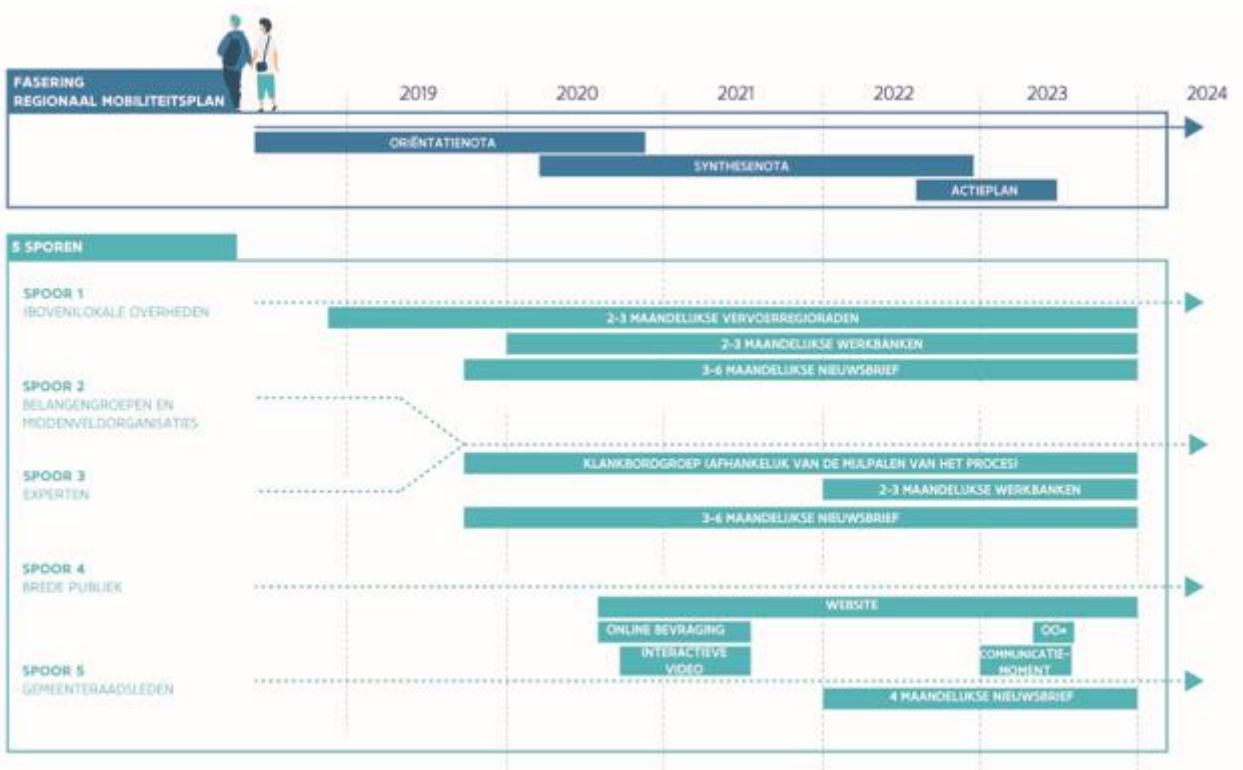 FASERING
REGIONAAL MOBILITEITSPLAN
2019 2020 2021 2022 2023 2024
ORIËNTATIENOTA
SYNTHESENOTA
ACTIEPLAN
5 SPOREN
SPOOR 1
(BOVEN)LOKALE OVERHEDEN
2-3 MAANDELIJKSE VERVOERREGIORADEN
2-3 MAANDELIJKSE WERKBANKEN
3-6 MAANDELIJKSE NIEUWSBRIEF
SPOOR 2
BELANGENGROEPEN EN
MIDDENVELDORGANISATIES
KLANKBORDGROEP (AFHANKELIJK VAN DE MIJLPALEN VAN HET PROCES)
SPOOR 3
EXPERTEN
2-3 MAANDELIJKSE WERKBANKEN
3-6 MAANDELIJKSE NIEUWSBRIEF
SPOOR 4
BREDE PUBLIEK
WEBSITE
ONLINE BEVRAGING
OO*
INTERACTIEVE
VIDEO
COMMUNICATIE-
MOMENT
SPOOR 5
GEMEENTERAADSLEDEN
4 MAANDELIJKSE NIEUWSBRIEF